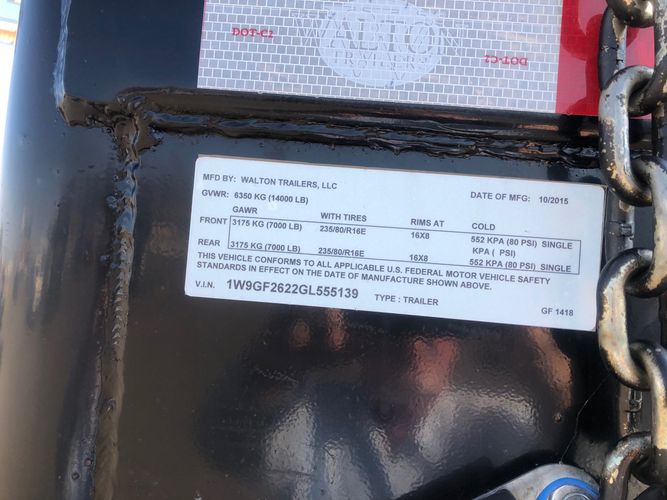 WALTON
TRAILERS
DOT-C2
DOT-C2
MFD BY: WALTON TRAILERS, LLC
GVWR: 6350 KG (14000 LB) DATE OF MFG: 10/2015
GAWR WITH TIRES RIMS AT COLD
FRONT 3175 KG (7000 LB) 235/80/R16E 16X8 552 KPA (80 PSI) SINGLE
KPA ( PSI)
REAR 3175 KG (7000 LB) 235/80/R16E 16X8 552 KPA (80 PSI) SINGLE
THIS VEHICLE CONFORMS TO ALL APPLICABLE U.S. FEDERAL MOTOR VEHICLE SAFETY
STANDARDS IN EFFECT ON THE DATE OF MANUFACTURE SHOWN ABOVE.
V.I.N. 1W9GF2622GL555139 TYPE : TRAILER GF 1418